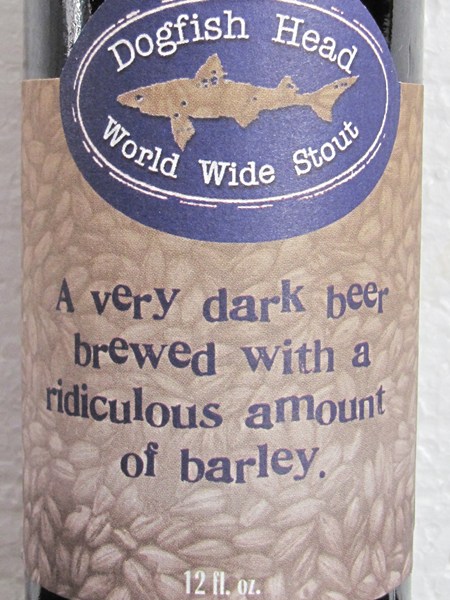 Dogfish Head
World Wide Stout
A very dark beer
brewed with a
ridiculous amount
of barley.
12 fl. oz.